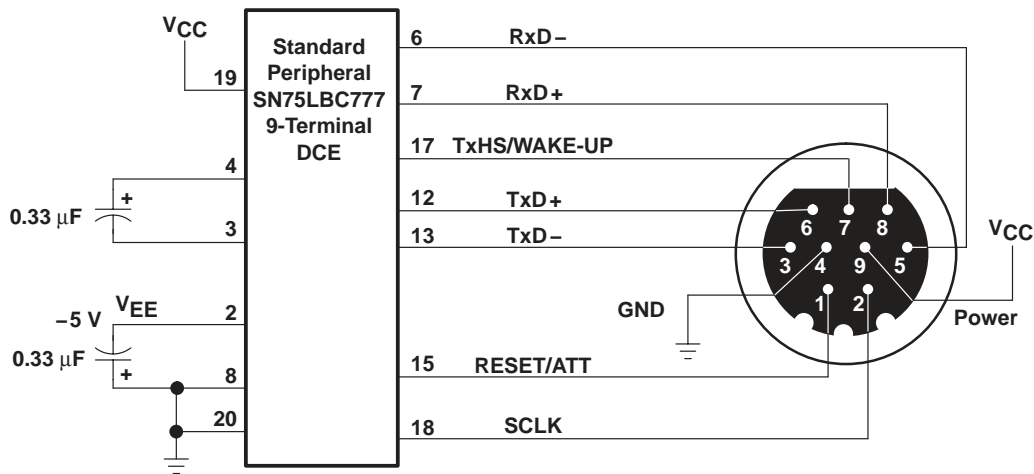 VCC
19
4
+
0.33 μF
3
VEE
–5 V
2
0.33 μF
+
8
20
Standard
Peripheral
SN75LBC777
9-Terminal
DCE
6 RxD–
7 RxD+
17 TxHS/WAKE-UP
12 TxD+
13 TxD–
15 RESET/ATT
18 SCLK
GND
6 7 8
3 4 9 5
1 2
VCC
Power